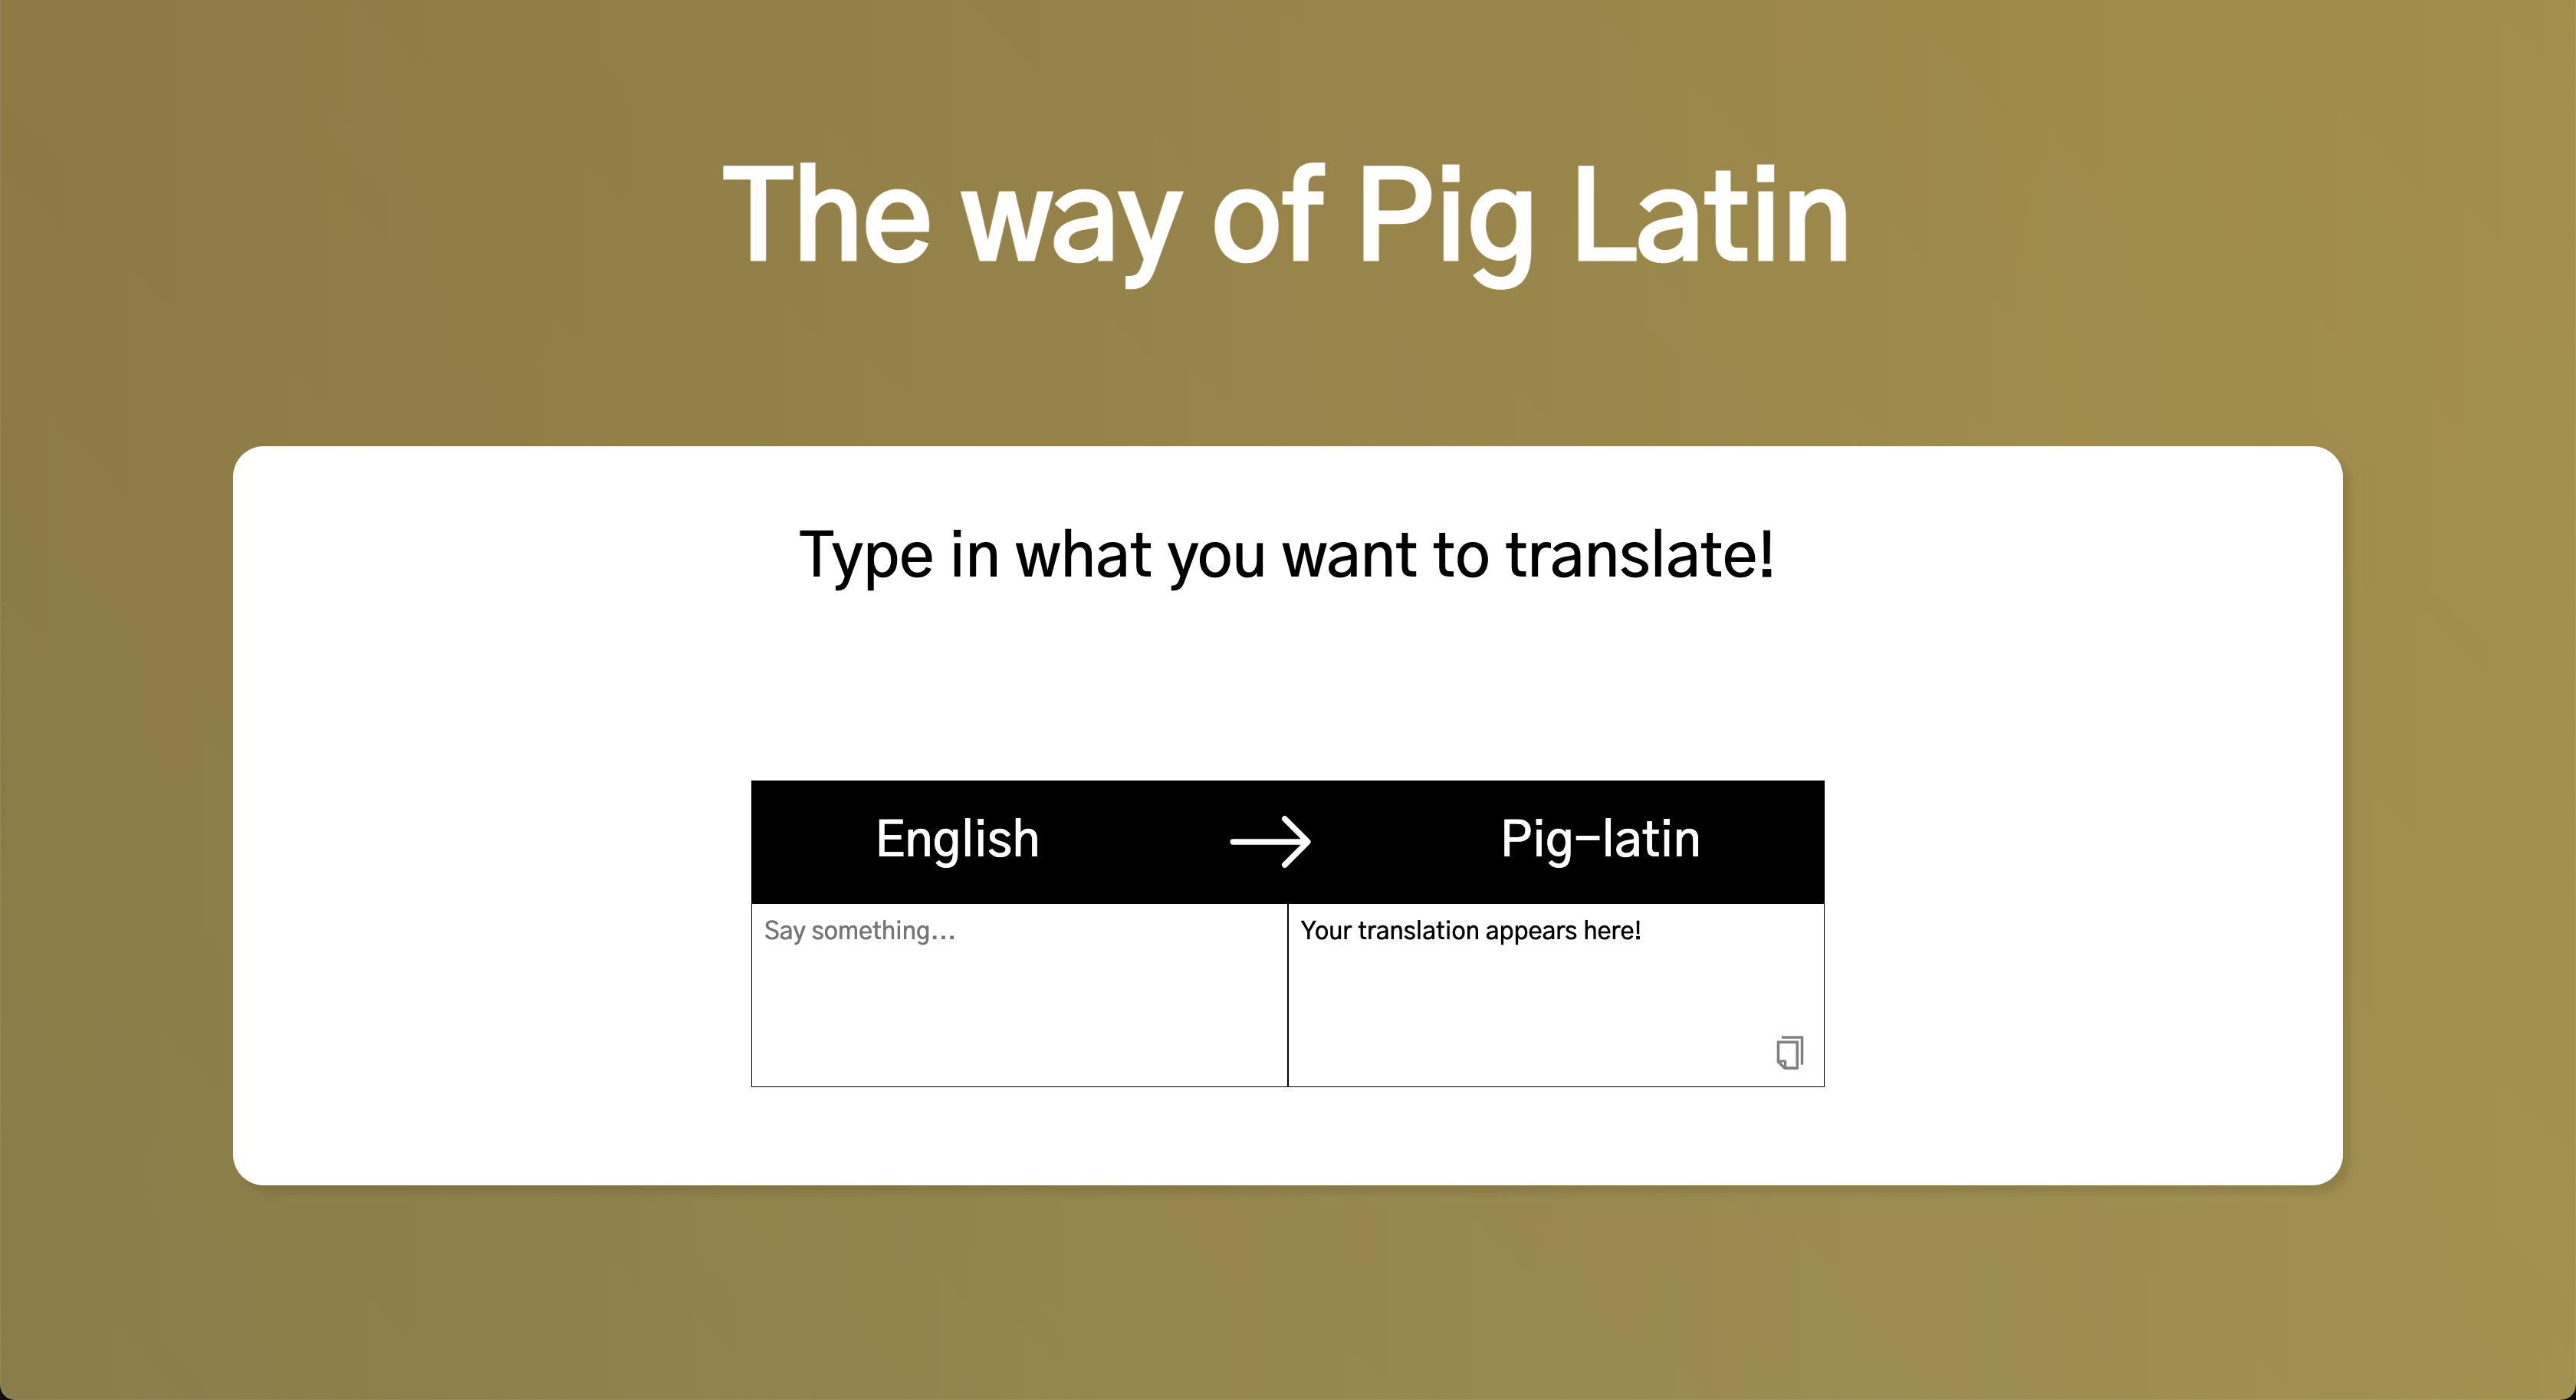 The way of Pig Latin
Type in what you want to translate!
English
Pig-latin
Say something...
Your translation appears here!